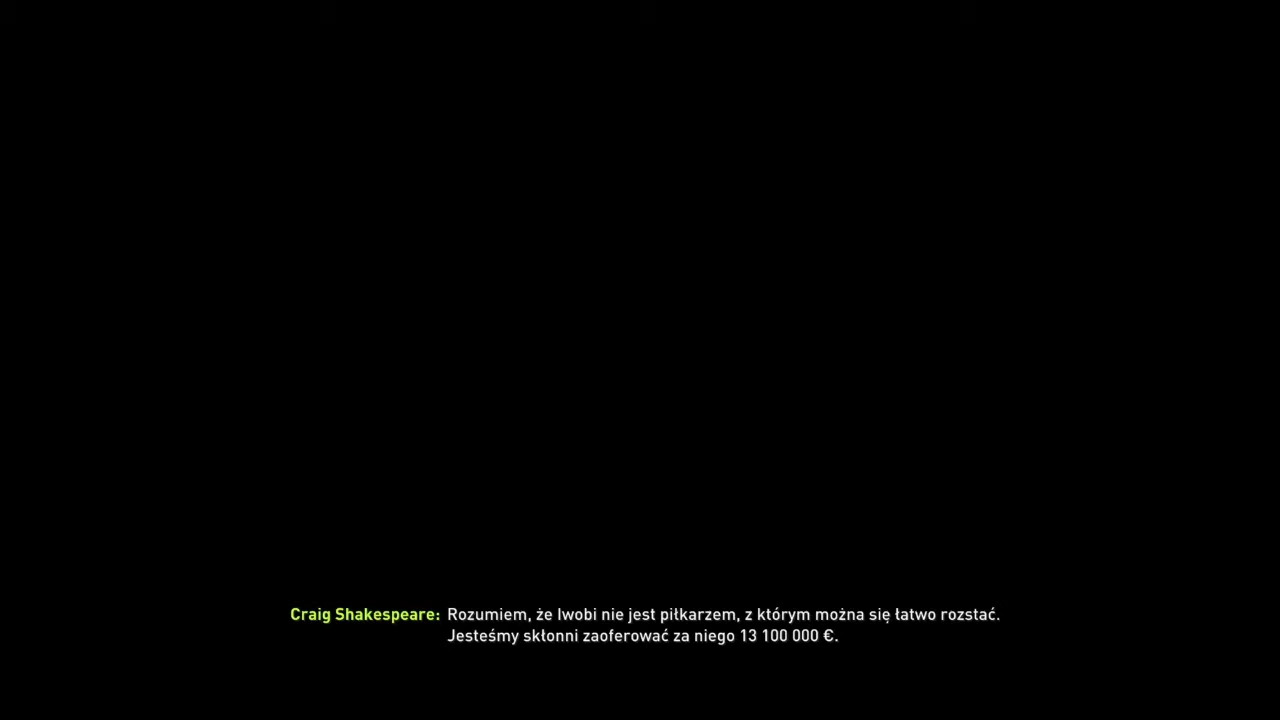 Craig Shakespeare: Rozumiem, że Iwobi nie jest piłkarzem, z którym można się łatwo rozstać.
Jesteśmy skłonni zaoferować za niego 13 100 000 €.